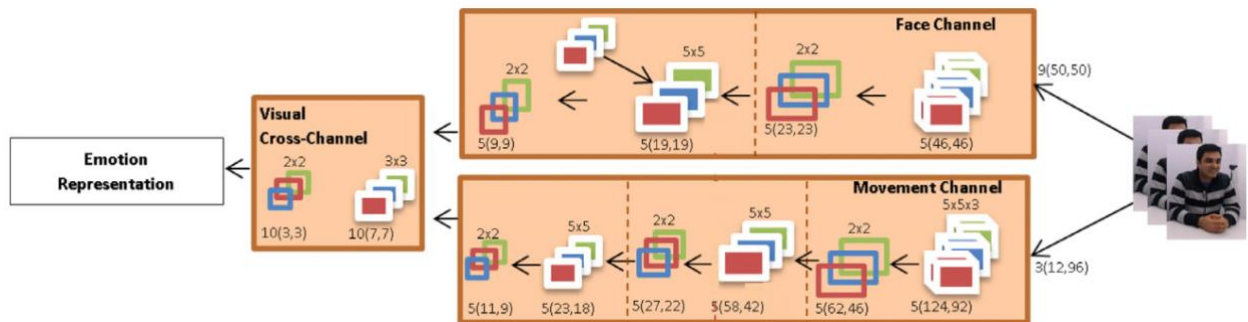 Face Channel
5x5
2x2
2x2
9(50,50)
5(9,9)
5(19,19)
5(23,23)
5(46,46)
Visual
Cross-Channel
2x2
3x3
10(3,3)
10(7,7)
Emotion
Representation
Movement Channel
5x5x3
2x2
5x5
2x2
5x5
2x2
3(12,96)
5(11,9)
5(23,18)
5(27,22)
5(58,42)
5(62,46)
5(124,92)